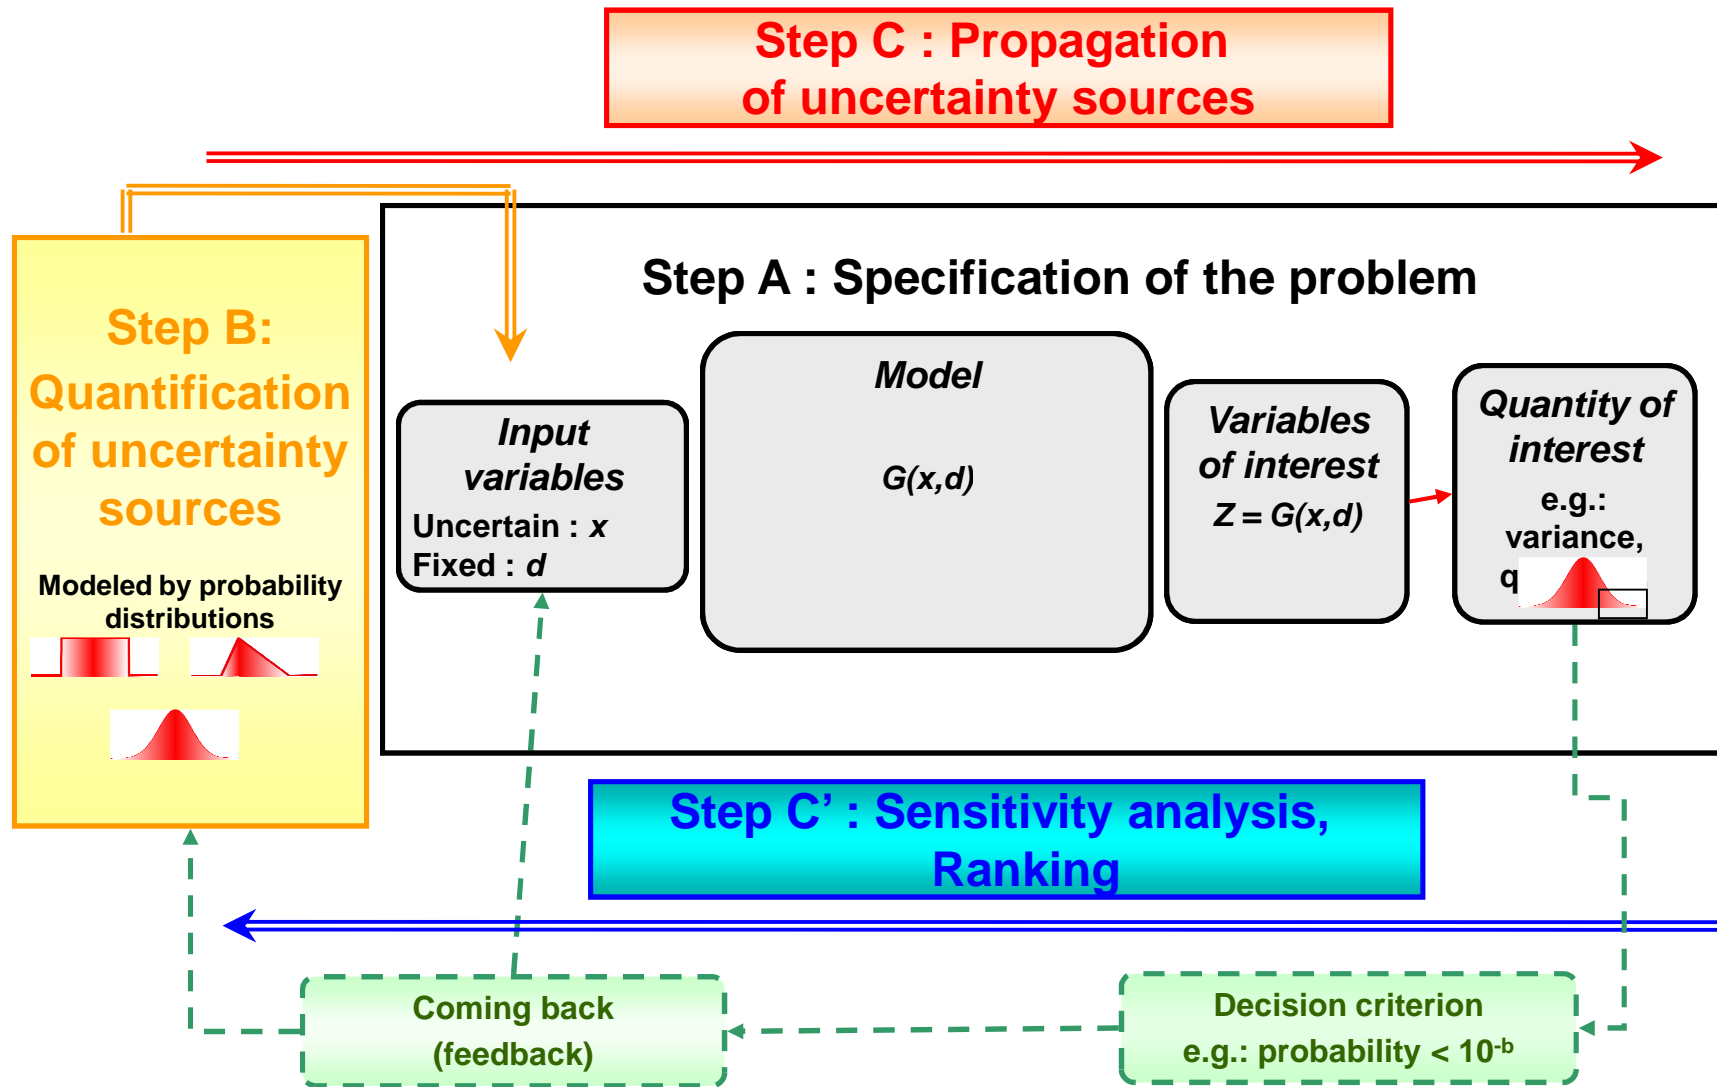 Step C : Propagation
of uncertainty sources
Step A : Specification of the problem
Step B:
Quantification
of uncertainty
sources
Modeled by probability
distributions
Input
variables
Uncertain : x
Fixed : d
Model
G(x,d)
Variables
of interest
Z = G(x,d)
Quantity of
interest
e.g.:
variance,
Step C’ : Sensitivity analysis,
Ranking
Coming back
(feedback)
Decision criterion
e.g.: probability < 10⁻ᵇ